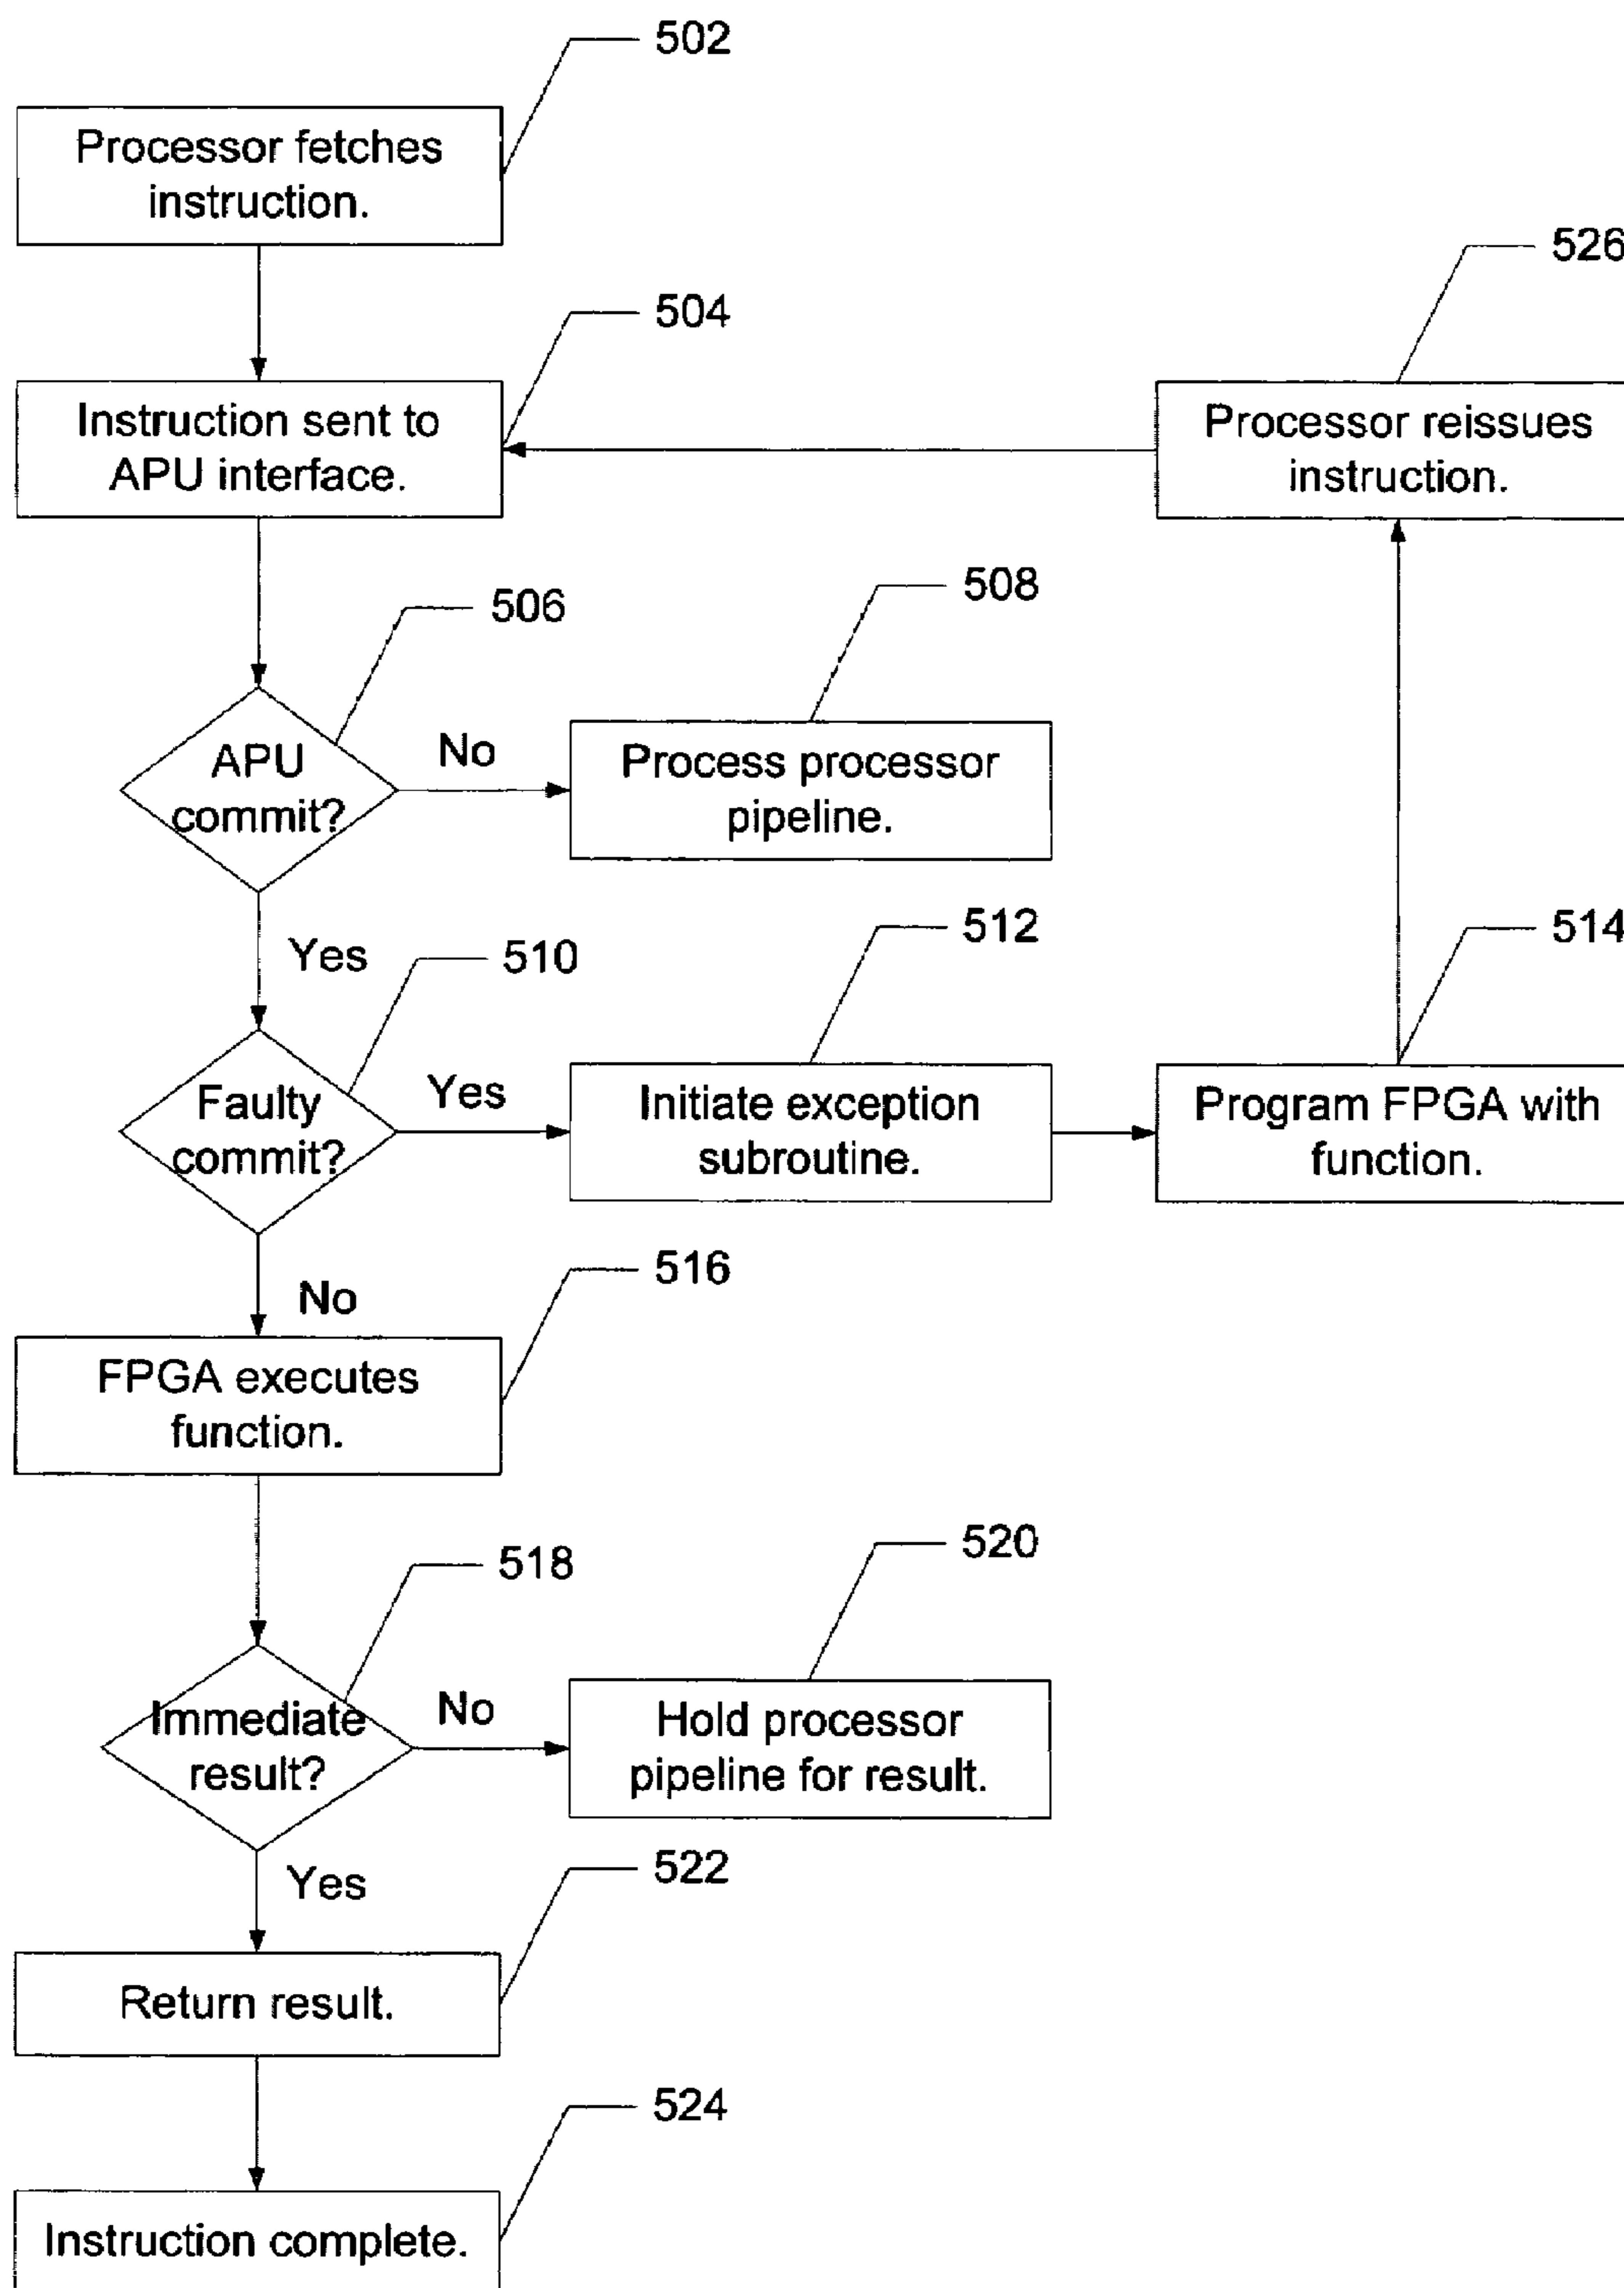 502
Processor fetches
instruction.
526
504
Instruction sent to
APU interface.
Processor reissues
instruction.
508
506
APU
commit?
No
Process processor
pipeline.
Yes
510
512
514
Faulty
commit?
Yes
Initiate exception
subroutine.
Program FPGA with
function.
No
516
FPGA executes
function.
518
520
Immediate
result?
No
Hold processor
pipeline for result.
Yes
522
Return result.
524
Instruction complete.